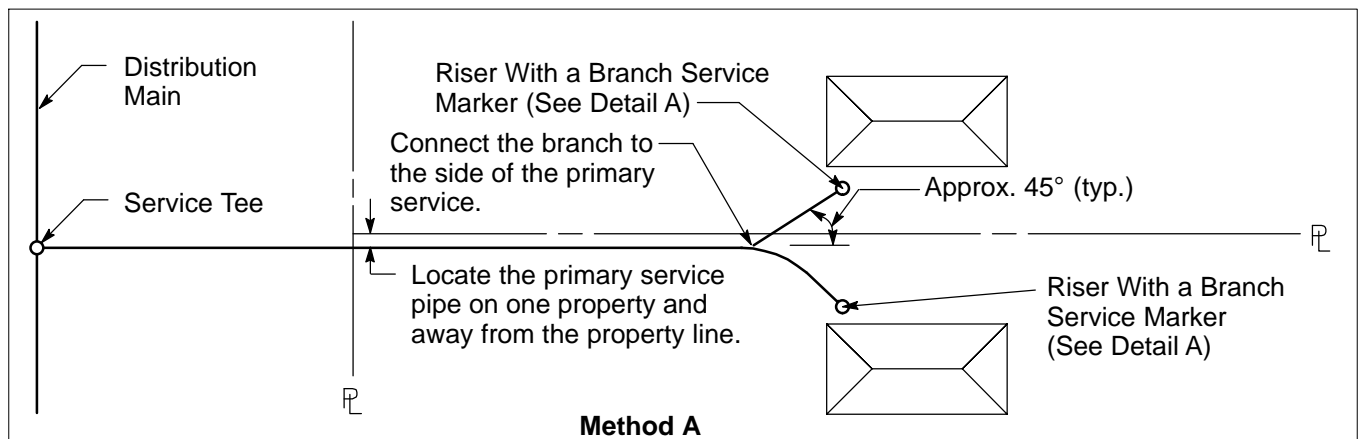 Distribution
Main
Service Tee
Riser With a Branch Service
Marker (See Detail A)
Connect the branch to
the side of the primary
service.
Approx. 45° (typ.)
PL
Locate the primary service
pipe on one property and
away from the property line.
Riser With a Branch
Service Marker
(See Detail A)
PL
Method A